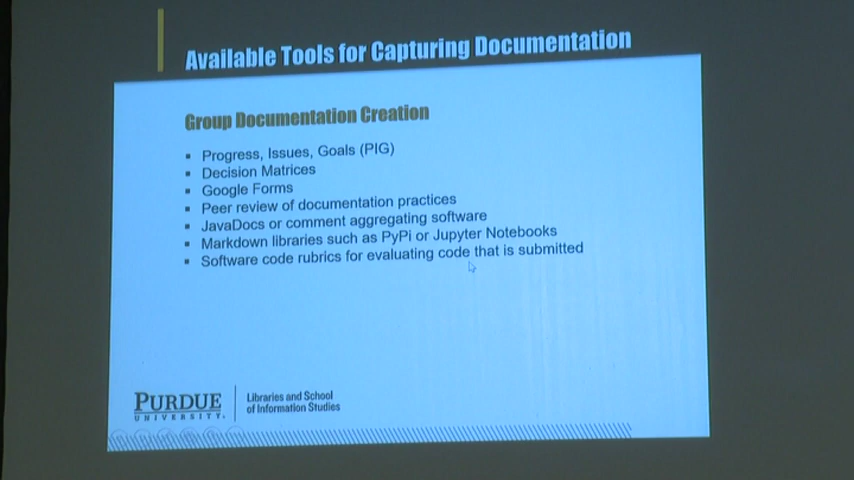 Available Tools for Capturing Documentation
Group Documentation Creation
Progress, Issues, Goals (PIG)
Decision Matrices
Google Forms
Peer review of documentation practices
JavaDocs or comment aggregating software
Markdown libraries such as PyPi or Jupyter Notebooks
Software code rubrics for evaluating code that is submitted
PURDUE
UNIVERSITY.
Libraries and School
of Information Studies